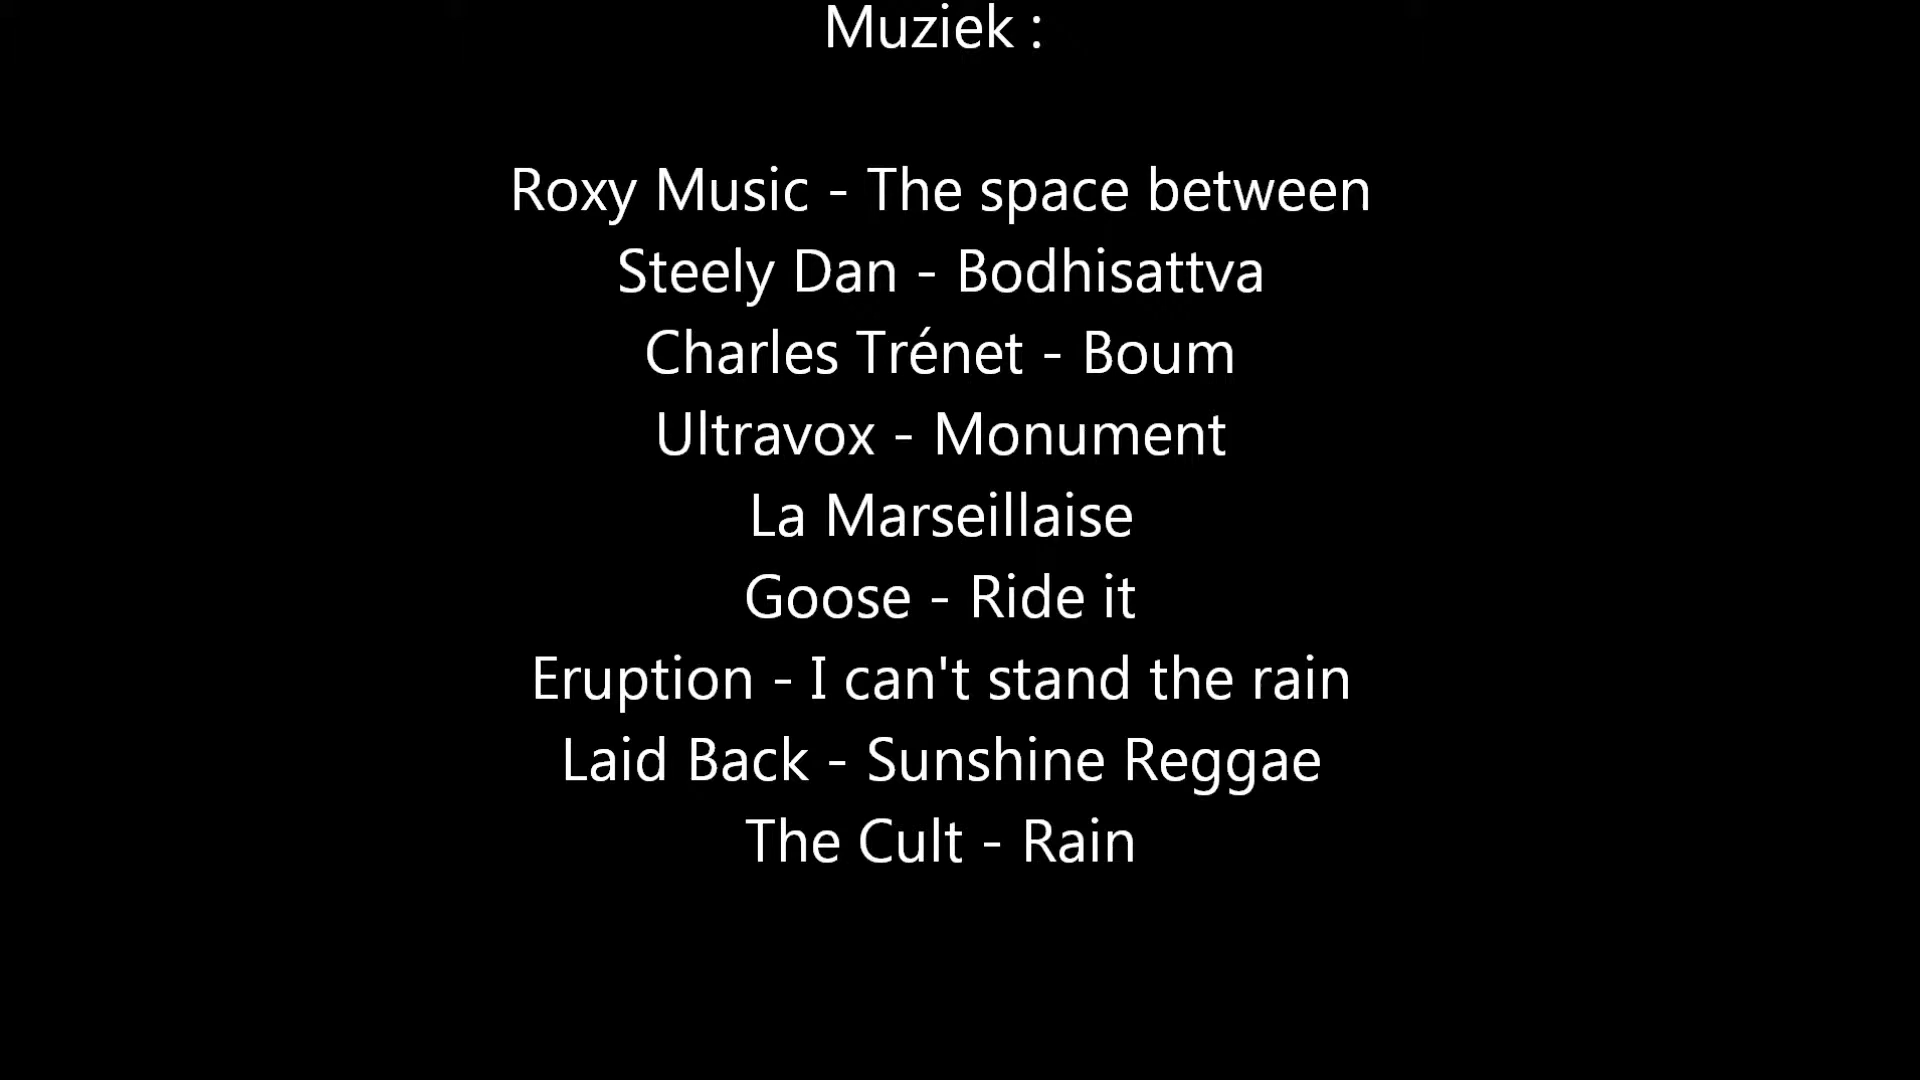 Muziek :
Roxy Music - The space between
Steely Dan - Bodhisattva
Charles Trénet - Boum
Ultravox - Monument
La Marseillaise
Goose - Ride it
Eruption - I can't stand the rain
Laid Back - Sunshine Reggae
The Cult - Rain